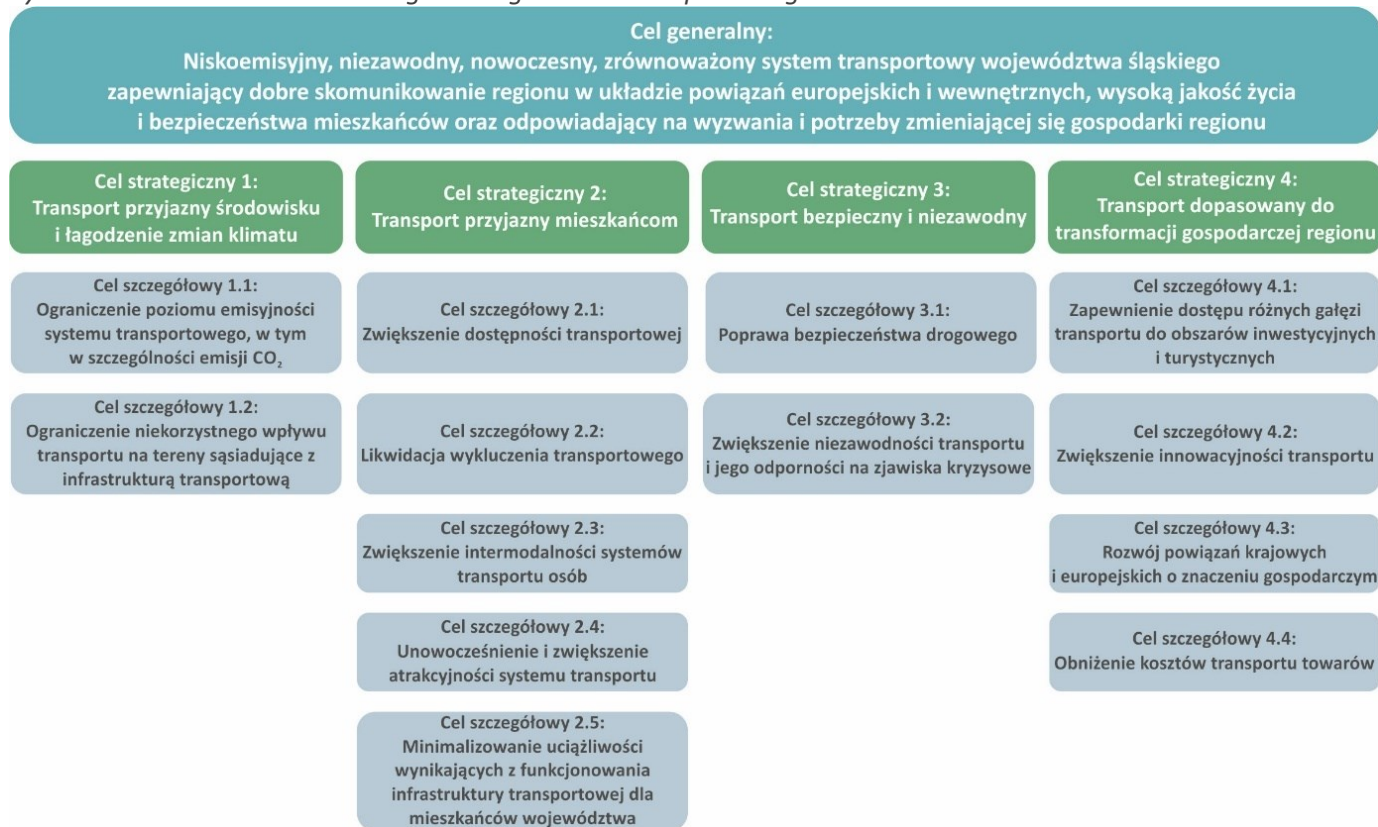 Cel generalny:
Niskoemisyjny, niezawodny, nowoczesny, zrównoważony system transportowy województwa śląskiego
zapewniający dobre skomunikowanie regionu w układzie powiązań europejskich i wewnętrznych, wysoką jakość życia
i bezpieczeństwa mieszkańców oraz odpowiadający na wyzwania i potrzeby zmieniającej się gospodarki regionu
Cel strategiczny 1:
Transport przyjazny środowisku
i łagodzenie zmian klimatu
Cel szczegółowy 1.1:
Ograniczenie poziomu emisyjności
systemu transportowego, w tym
w szczególności emisji CO₂
Cel szczegółowy 1.2:
Ograniczenie niekorzystnego wpływu
transportu na tereny sąsiadujące z
infrastrukturą transportową
Cel strategiczny 2:
Transport przyjazny mieszkańcom
Cel szczegółowy 2.1:
Zwiększenie dostępności transportowej
Cel szczegółowy 2.2:
Likwidacja wykluczenia transportowego
Cel szczegółowy 2.3:
Zwiększenie intermodalności systemów
transportu osób
Cel szczegółowy 2.4:
Unowocześnienie i zwiększenie
atrakcyjności systemu transportu
Cel szczegółowy 2.5:
Minimalizowanie uciążliwości
wynikających z funkcjonowania
infrastruktury transportowej dla
mieszkańców województwa
Cel strategiczny 3:
Transport bezpieczny i niezawodny
Cel szczegółowy 3.1:
Poprawa bezpieczeństwa drogowego
Cel szczegółowy 3.2:
Zwiększenie niezawodności transportu
i jego odporności na zjawiska kryzysowe
Cel strategiczny 4:
Transport dopasowany do
transformacji gospodarczej regionu
Cel szczegółowy 4.1:
Zapewnienie dostępu różnych gałęzi
transportu do obszarów inwestycyjnych
i turystycznych
Cel szczegółowy 4.2:
Zwiększenie innowacyjności transportu
Cel szczegółowy 4.3:
Rozwój powiązań krajowych
i europejskich o znaczeniu gospodarczym
Cel szczegółowy 4.4:
Obniżenie kosztów transportu towarów